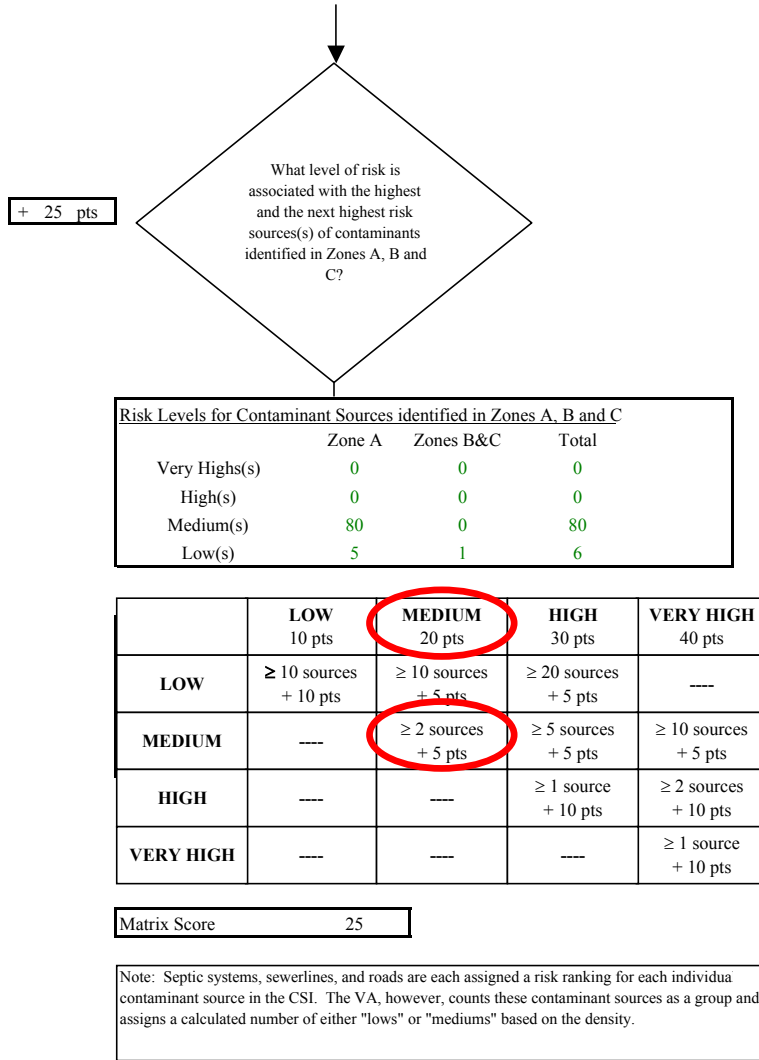 What level of risk is
associated with the highest
and the next highest risk
sources(s) of contaminants
identified in Zones A, B and
C?
+ 25 pts
Risk Levels for Contaminant Sources identified in Zones A, B and C
Zone A Zones B&C Total
Very Highs(s) 0 0 0
High(s) 0 0 0
Medium(s) 80 0 80
Low(s) 5 1 6
LOW MEDIUM HIGH VERY HIGH
10 pts 20 pts 30 pts 40 pts
LOW ≥ 10 sources ≥ 10 sources ≥ 20 sources ----
+ 10 pts + 5 pts + 5 pts
MEDIUM ---- ≥ 2 sources ≥ 5 sources ≥ 10 sources
+ 5 pts + 5 pts + 5 pts
HIGH ---- ---- ≥ 1 source ≥ 2 sources
+ 10 pts + 10 pts
VERY HIGH ---- ---- ---- ≥ 1 source
+ 10 pts
Matrix Score 25
Note: Septic systems, sewerlines, and roads are each assigned a risk ranking for each individua
contaminant source in the CSI. The VA, however, counts these contaminant sources as a group and
assigns a calculated number of either "lows" or "mediums" based on the density.